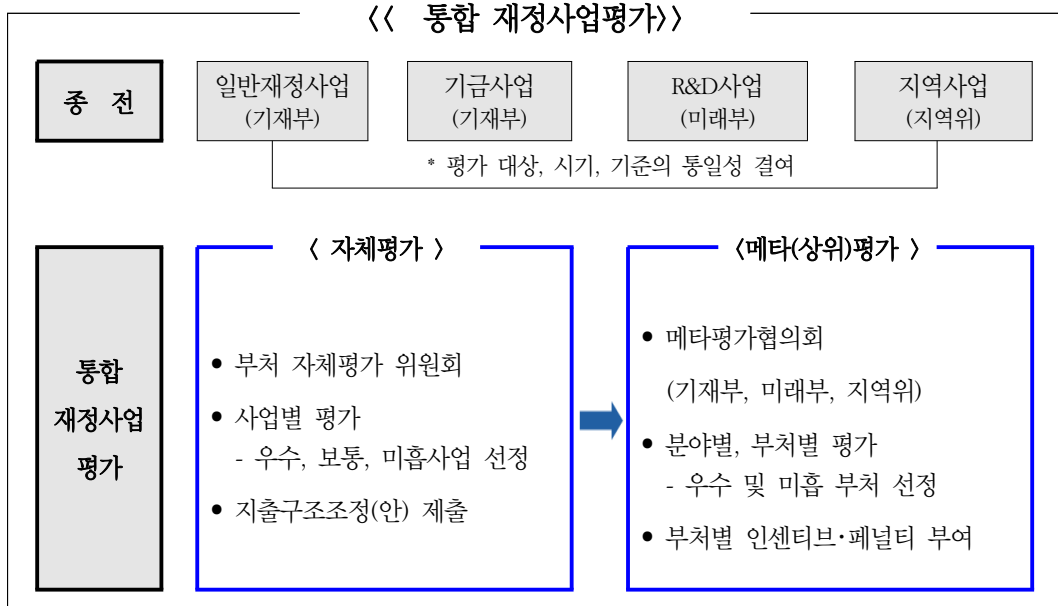 〈〈 통합 재정사업평가〉〉
종 전
일반재정사업
(기재부)
기금사업
(기재부)
R&D사업
(미래부)
지역사업
(지역위)
* 평가 대상, 시기, 기준의 통일성 결여
통합
재정사업
평가
〈 자체평가 〉
• 부처 자체평가 위원회
• 사업별 평가
- 우수, 보통, 미흡사업 선정
• 지출구조조정(안) 제출
〈메타(상위)평가 〉
• 메타평가협의회
(기재부, 미래부, 지역위)
• 분야별, 부처별 평가
- 우수 및 미흡 부처 선정
• 부처별 인센티브·페널티 부여